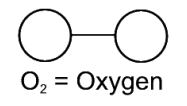 O₂ = Oxygen